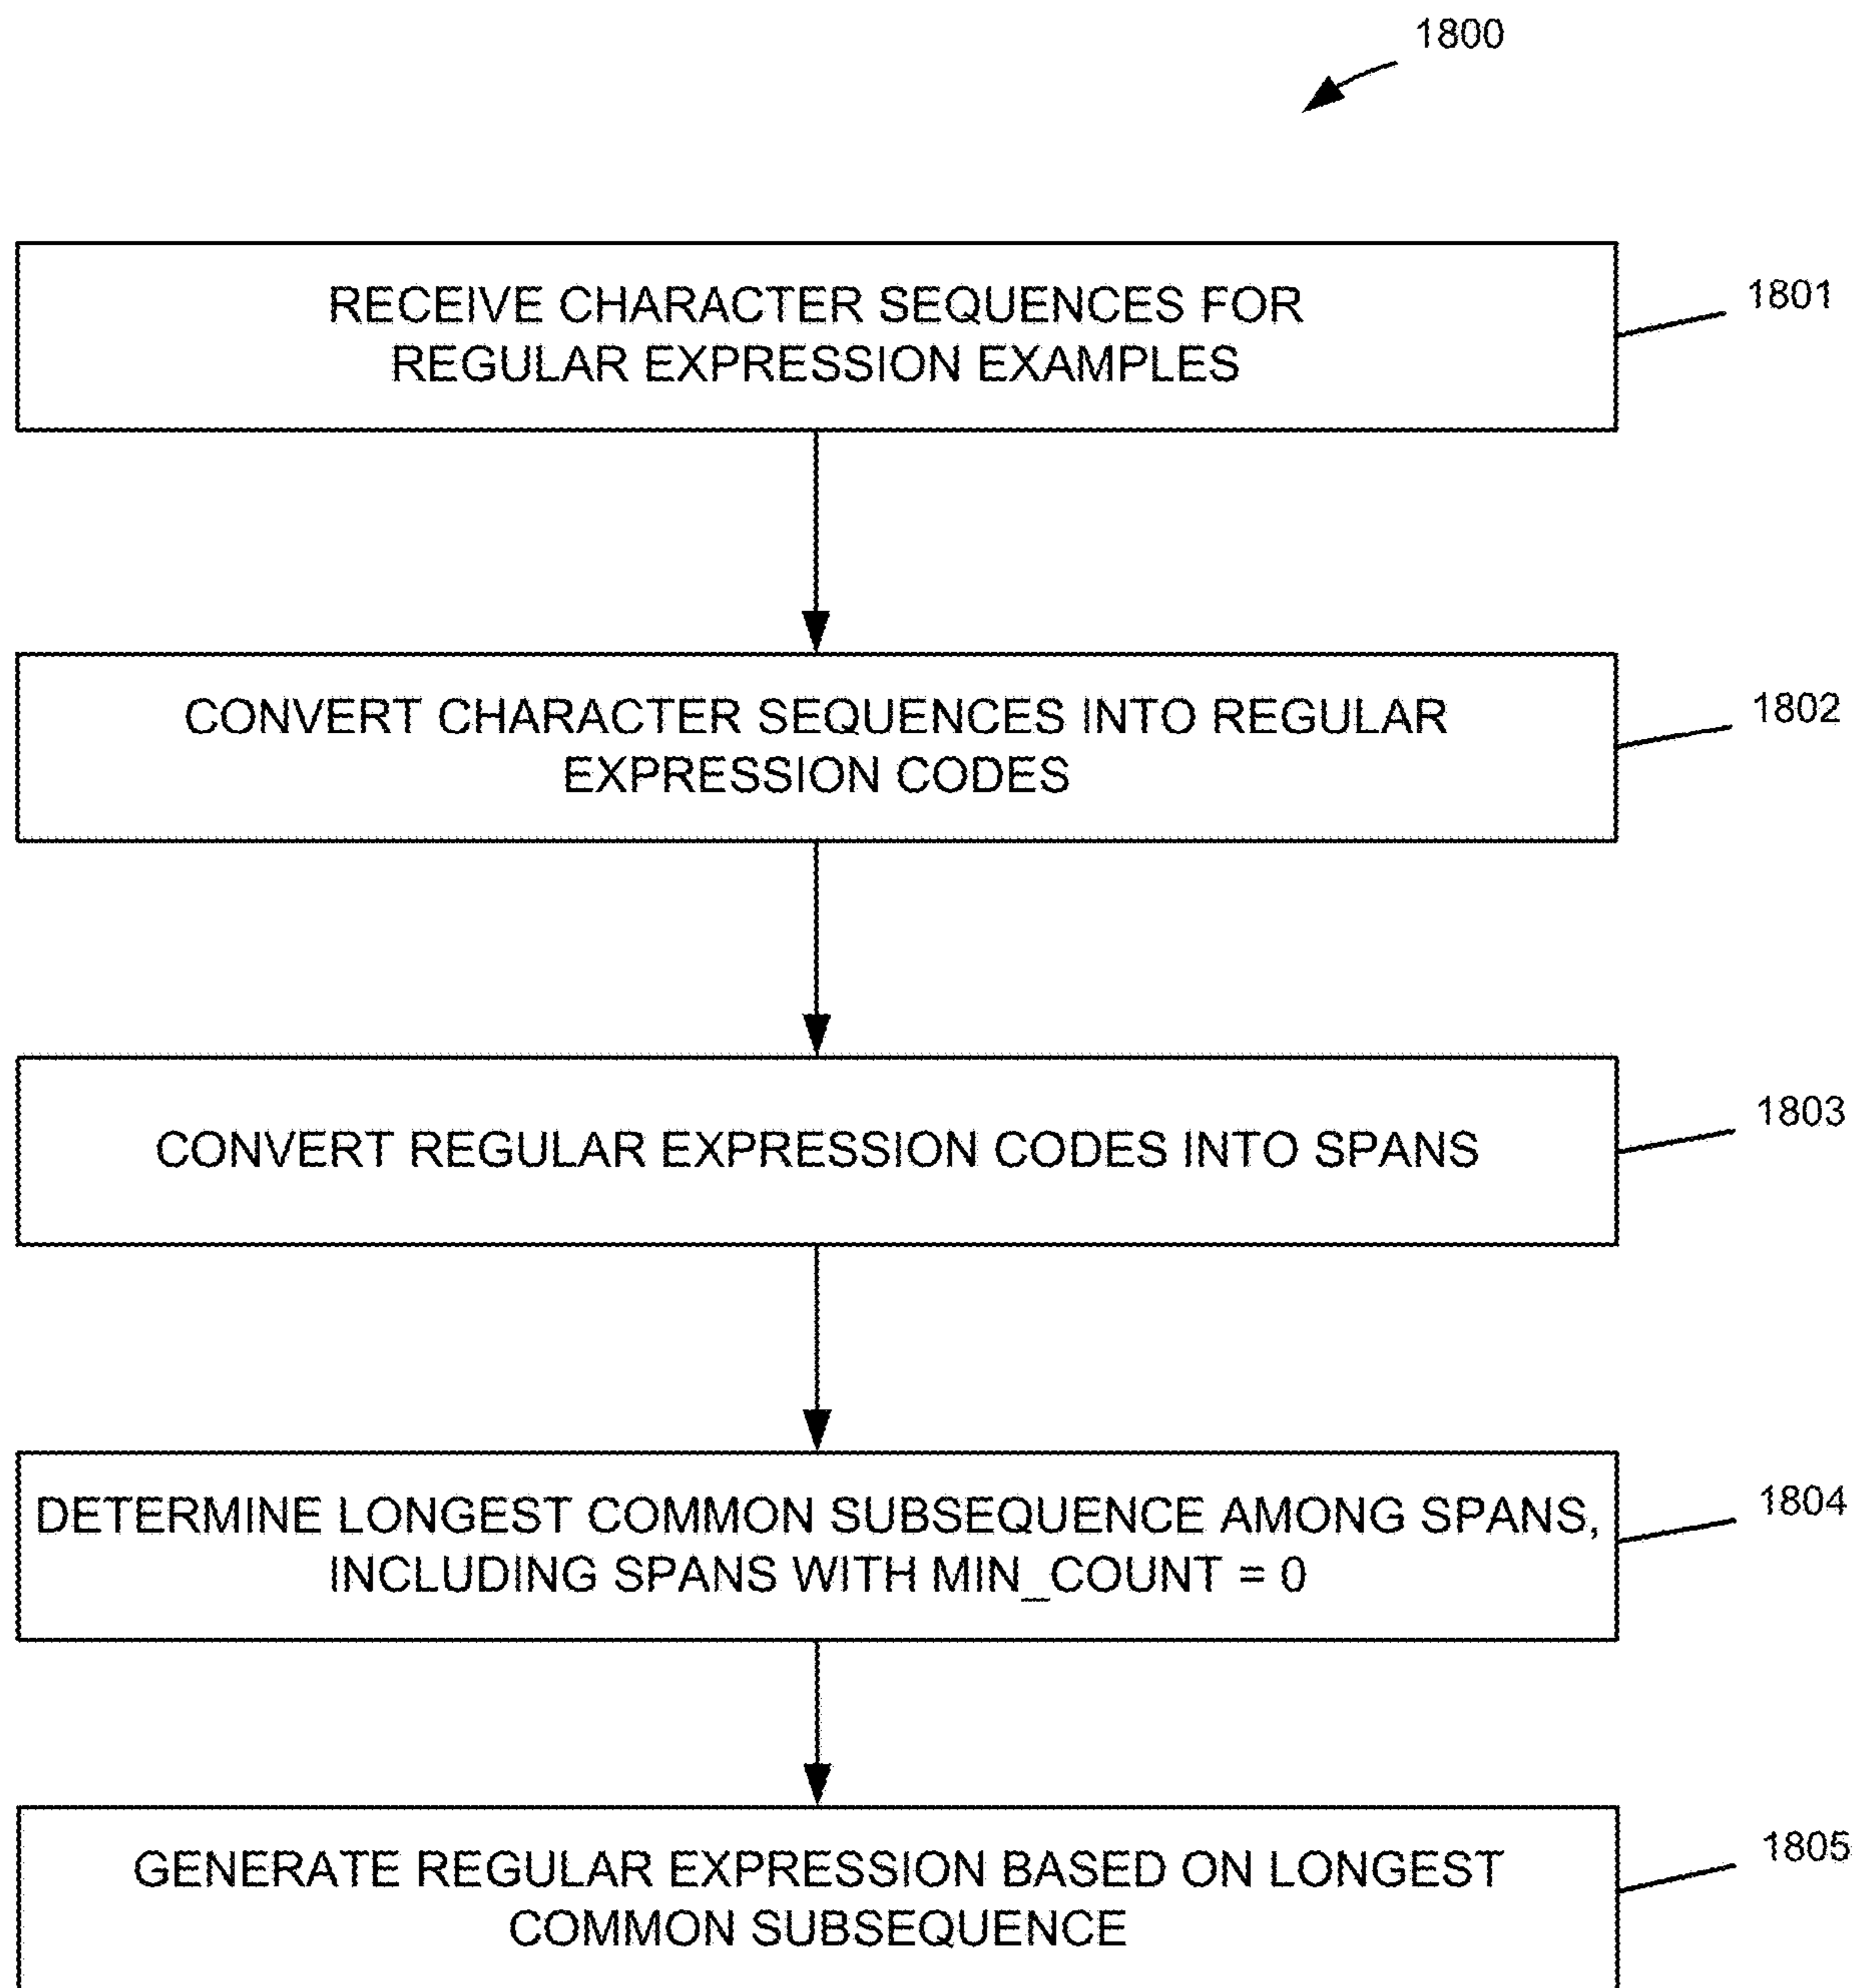 1800
RECEIVE CHARACTER SEQUENCES FOR
REGULAR EXPRESSION EXAMPLES
1801
CONVERT CHARACTER SEQUENCES INTO REGULAR
EXPRESSION CODES
1802
CONVERT REGULAR EXPRESSION CODES INTO SPANS
1803
DETERMINE LONGEST COMMON SUBSEQUENCE AMONG SPANS,
INCLUDING SPANS WITH MIN_COUNT = 0
1804
GENERATE REGULAR EXPRESSION BASED ON LONGEST
COMMON SUBSEQUENCE
1805